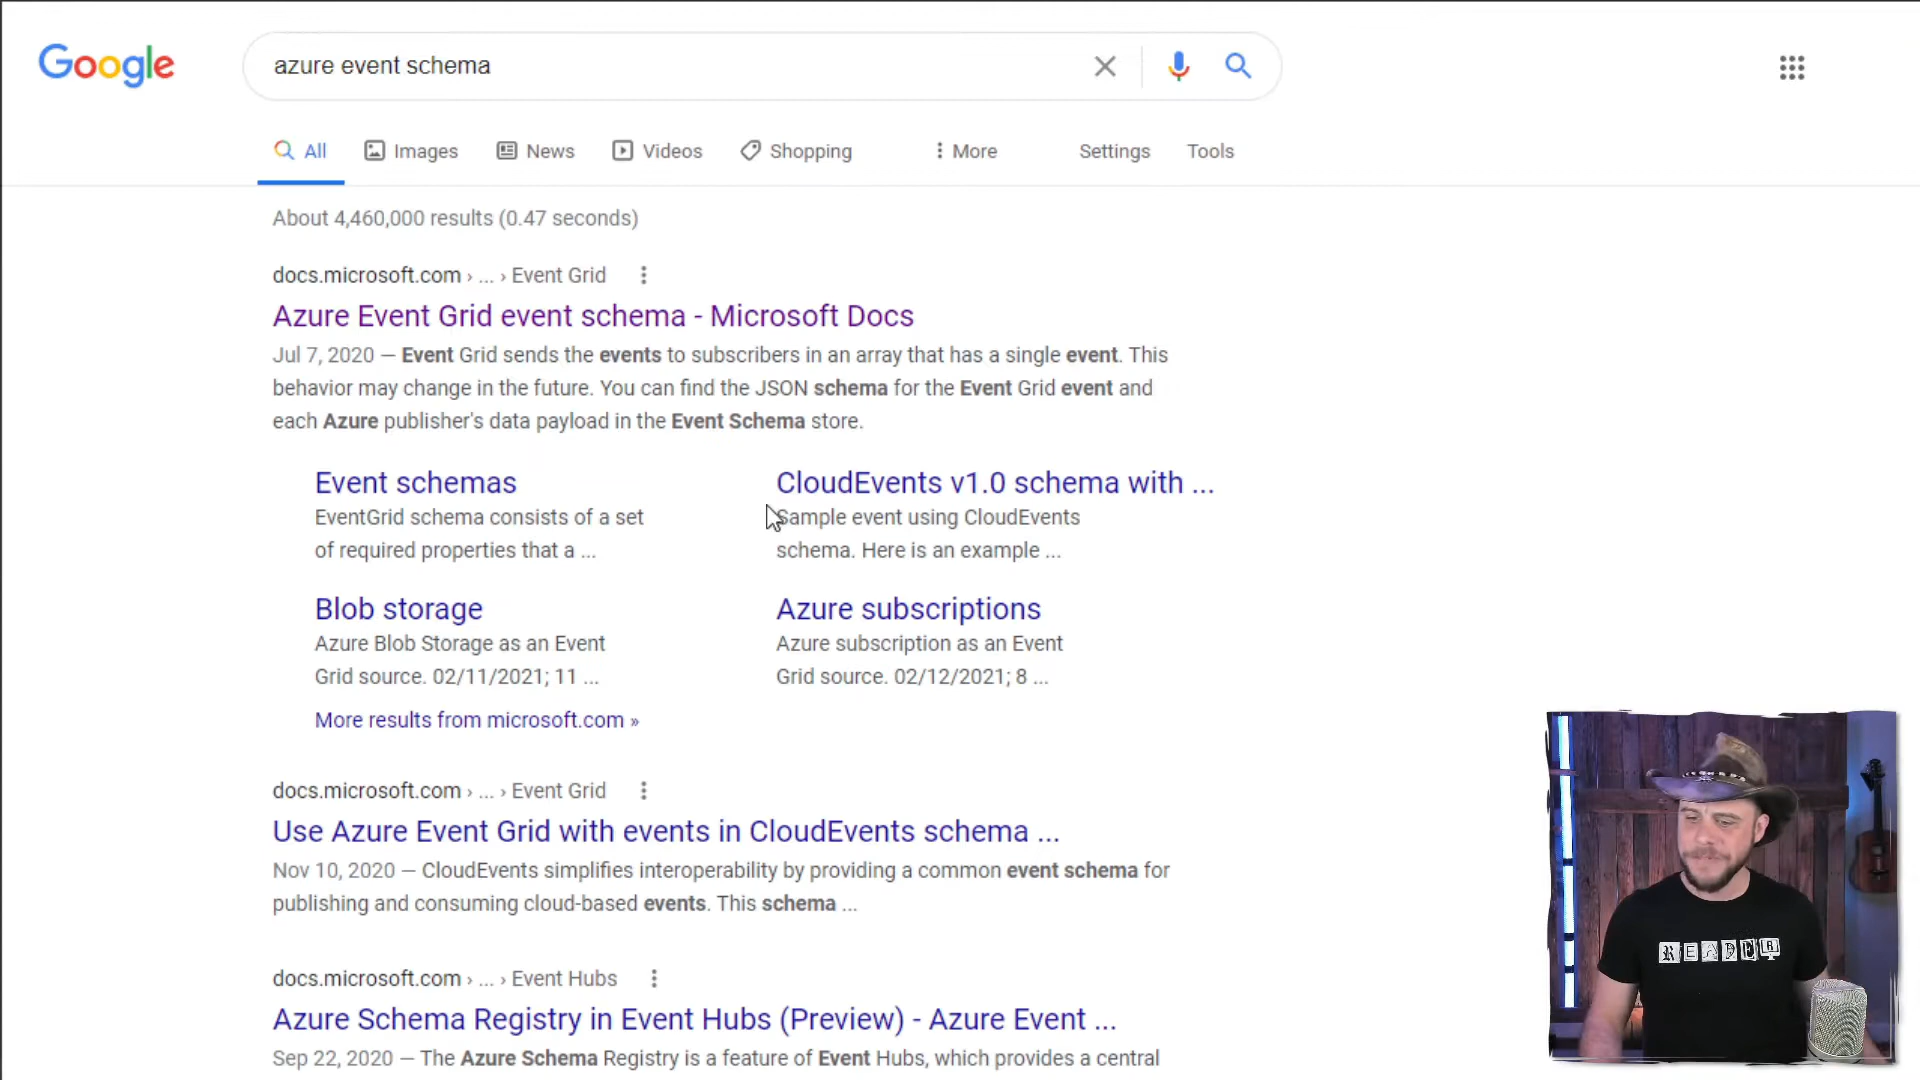 Google
azure event schema
All Images News Videos Shopping More Settings Tools
About 4,460,000 results (0.47 seconds)
docs.microsoft.com › ... › Event Grid
Azure Event Grid event schema - Microsoft Docs
Jul 7, 2020 — Event Grid sends the events to subscribers in an array that has a single event. This
behavior may change in the future. You can find the JSON schema for the Event Grid event and
each Azure publisher's data payload in the Event Schema store.
Event schemas
EventGrid schema consists of a set
of required properties that a ...
CloudEvents v1.0 schema with ...
Sample event using CloudEvents
schema. Here is an example ...
Blob storage
Azure Blob Storage as an Event
Grid source. 02/11/2021; 11 ...
Azure subscriptions
Azure subscription as an Event
Grid source. 02/12/2021; 8 ...
More results from microsoft.com »
docs.microsoft.com › ... › Event Grid
Use Azure Event Grid with events in CloudEvents schema ...
Nov 10, 2020 — CloudEvents simplifies interoperability by providing a common event schema for
publishing and consuming cloud-based events. This schema ...
docs.microsoft.com › ... › Event Hubs
Azure Schema Registry in Event Hubs (Preview) - Azure Event ...
Sep 22, 2020 — The Azure Schema Registry is a feature of Event Hubs, which provides a central
READER